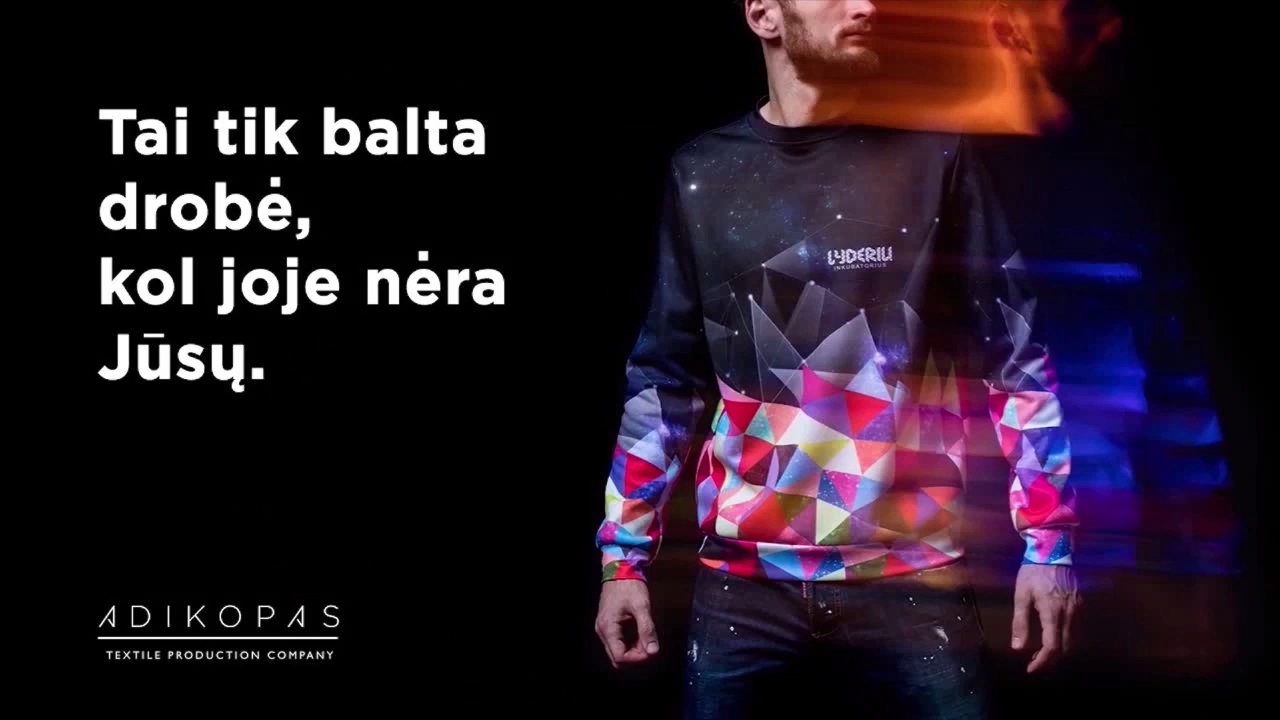 Tai tik balta
drobė,
kol joje nėra
Jūsų.
LYDERIŲ
INKUBATORIUS
ADIKOPAS
TEXTILE PRODUCTION COMPANY